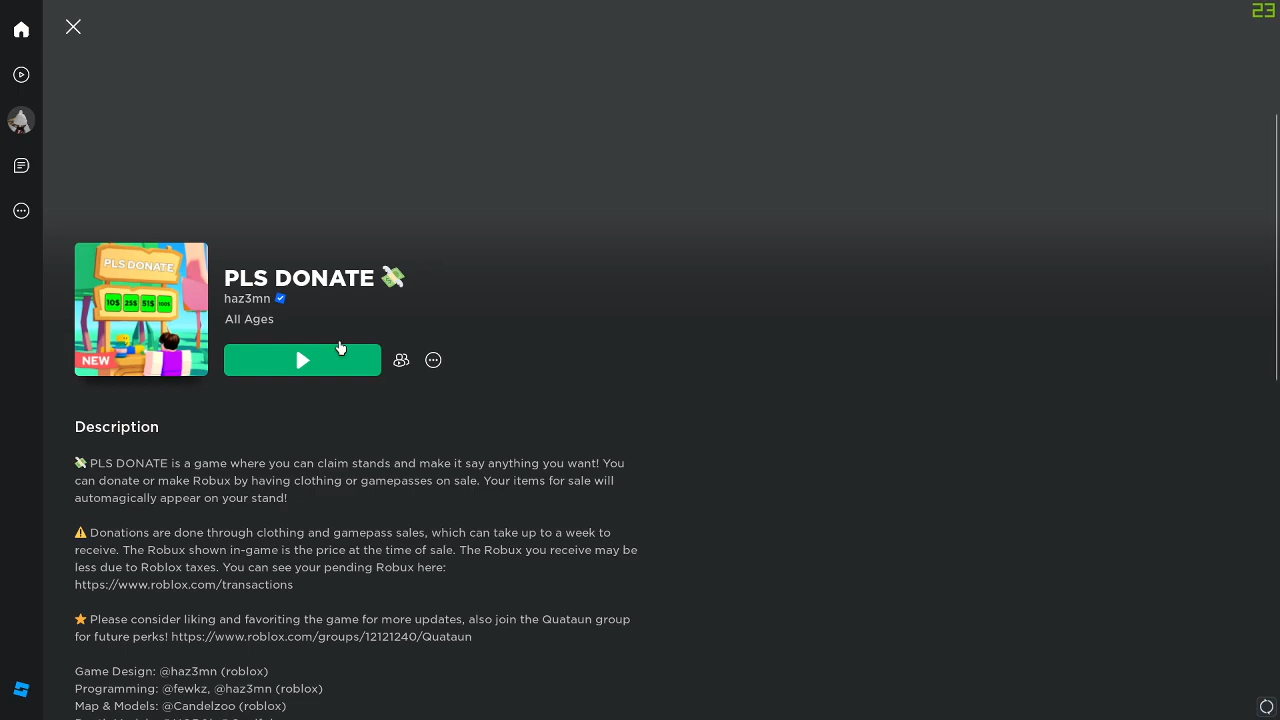 23
PLS DONATE
10$ 25$ 51$ 100$
NEW
PLS DONATE 💸
haz3mn
All Ages
Description
💸 PLS DONATE is a game where you can claim stands and make it say anything you want! You
can donate or make Robux by having clothing or gamepasses on sale. Your items for sale will
automagically appear on your stand!
⚠️ Donations are done through clothing and gamepass sales, which can take up to a week to
receive. The Robux shown in-game is the price at the time of sale. The Robux you receive may be
less due to Roblox taxes. You can see your pending Robux here:
https://www.roblox.com/transactions
⭐ Please consider liking and favoriting the game for more updates, also join the Quataun group
for future perks! https://www.roblox.com/groups/12121240/Quataun
Game Design: @haz3mn (roblox)
Programming: @fewkz, @haz3mn (roblox)
Map & Models: @Candelzoo (roblox)